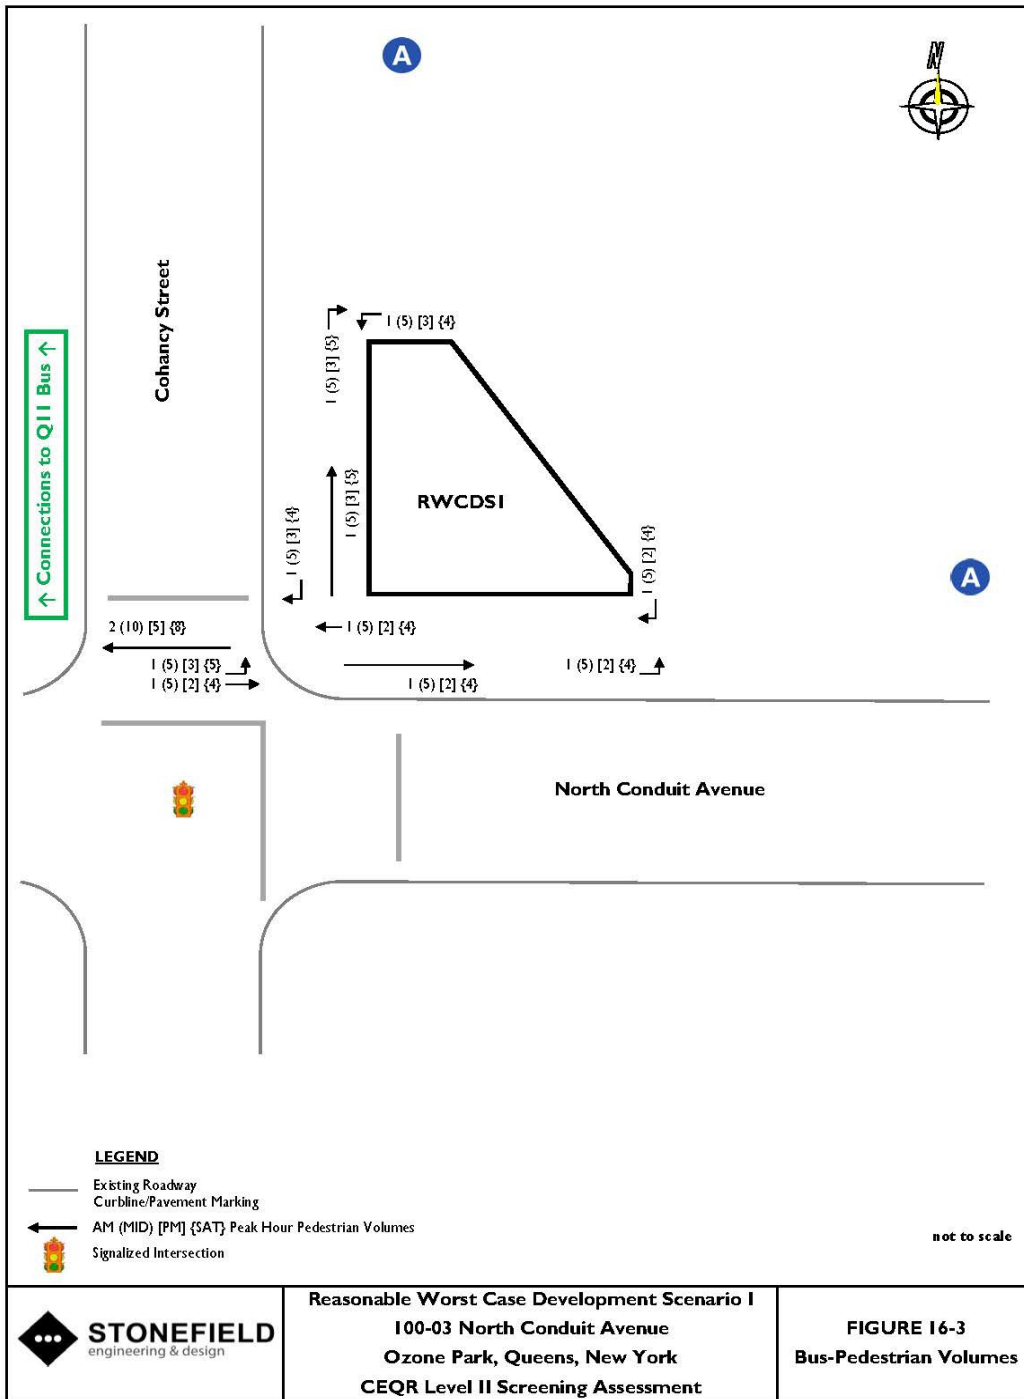 A
N
Cohancy Street
↑ Connections to Q11 Bus ↑
1 (5) [3] {4}
1 (5) [3] {5}
1 (5) [3] {5}
RWCDS1
1 (5) [3] {4}
1 (5) [2] {4}
A
2 (10) [5] {8}
1 (5) [2] {4}
1 (5) [3] {5}
1 (5) [2] {4}
1 (5) [2] {4}
1 (5) [2] {4}
North Conduit Avenue
LEGEND
Existing Roadway
Curbline/Pavement Marking
AM (MID) [PM] {SAT} Peak Hour Pedestrian Volumes
Signalized Intersection
not to scale
STONEFIELD
engineering & design
Reasonable Worst Case Development Scenario 1
100-03 North Conduit Avenue
Ozone Park, Queens, New York
CEQR Level II Screening Assessment
FIGURE 16-3
Bus-Pedestrian Volumes